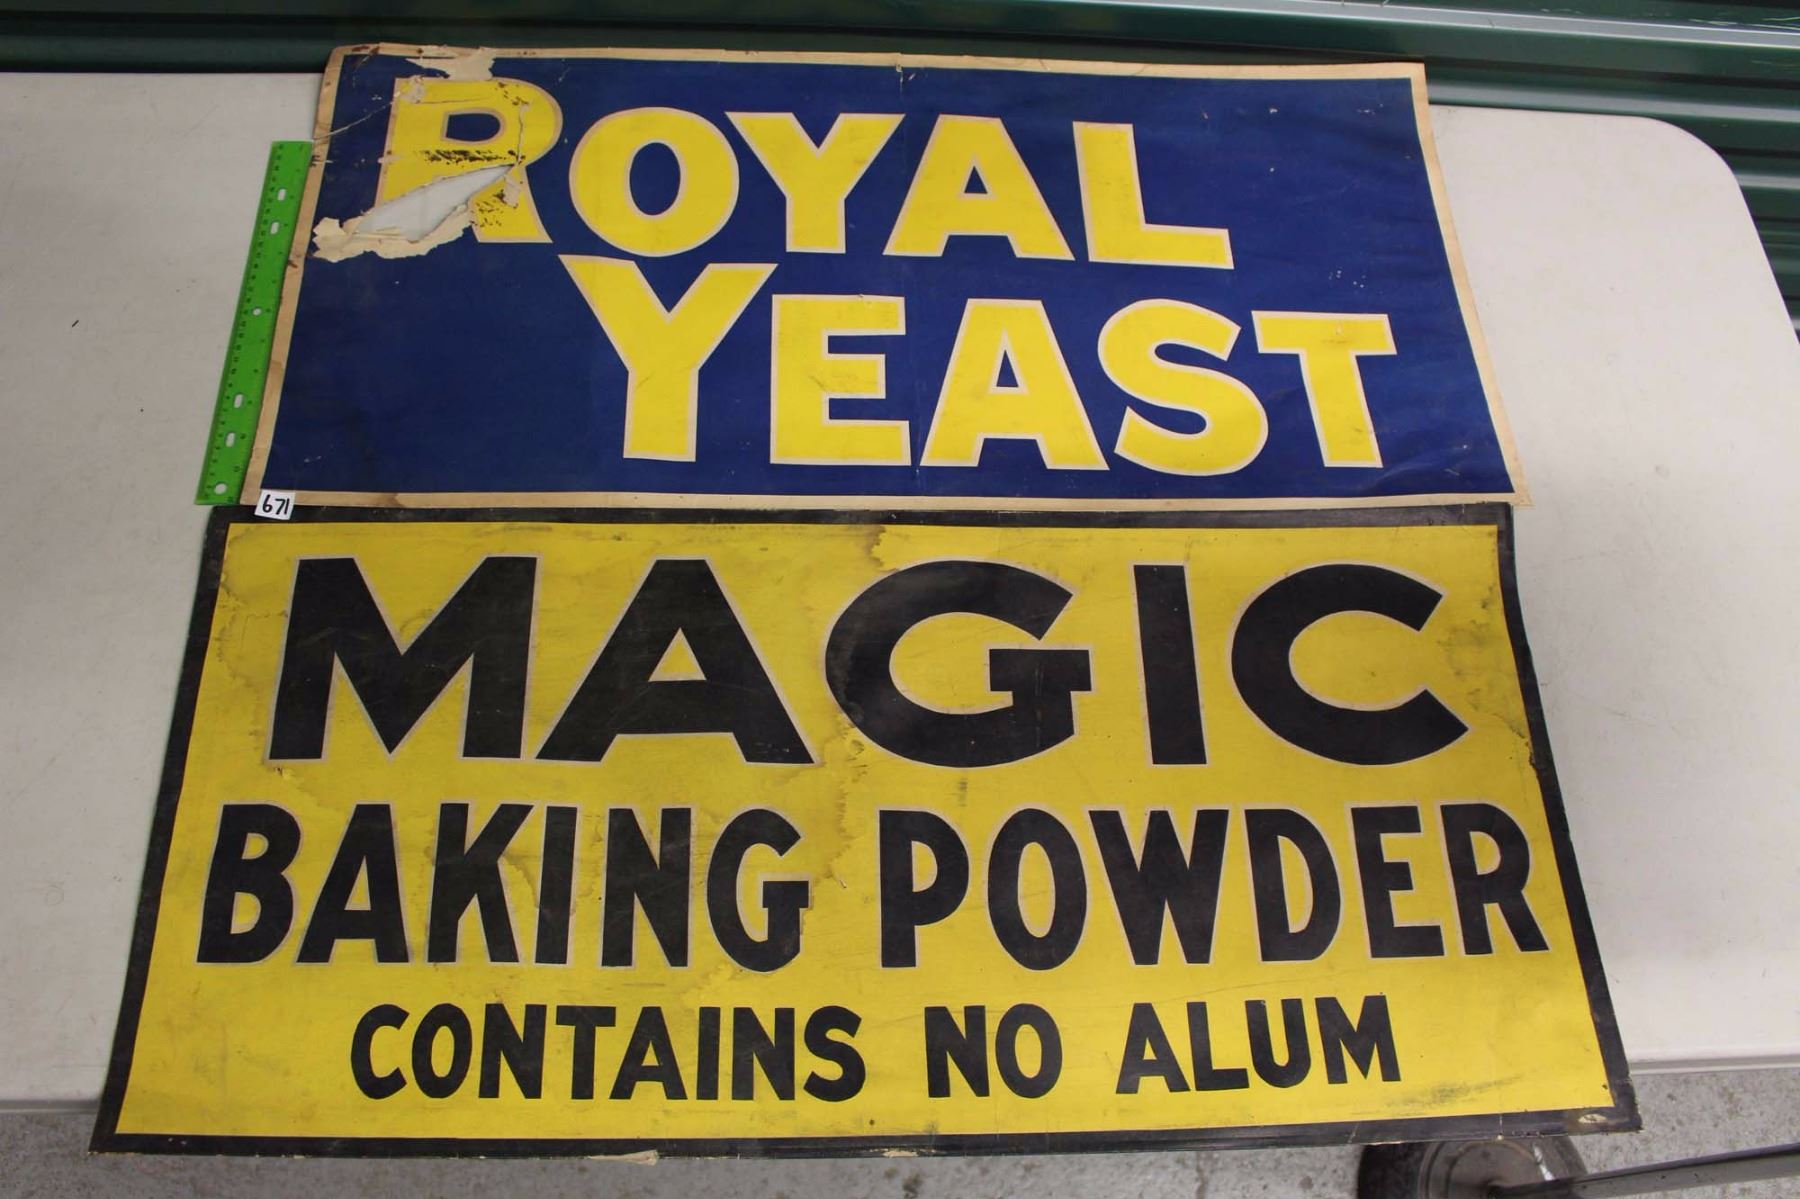 ROYAL
YEAST
671
MAGIC
BAKING POWDER
CONTAINS NO ALUM